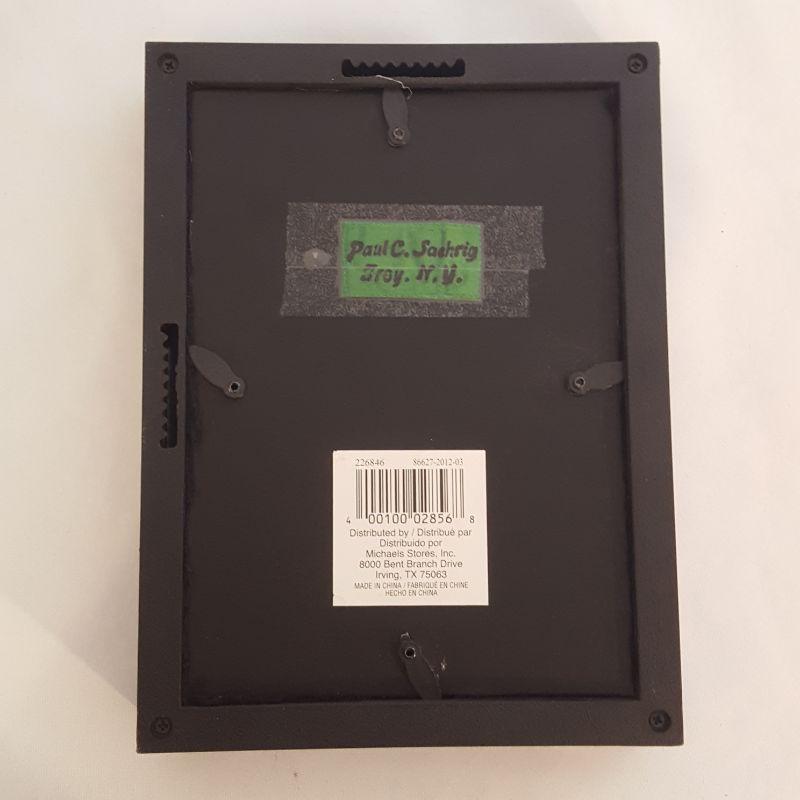 Paul C. Saehrig
Troy. N. Y.
226846 86627-2012-03
4 00100 02856 8
Distributed by / Distribué par
Distribuido por
Michaels Stores, Inc.
8000 Bent Branch Drive
Irving, TX 75063
MADE IN CHINA / FABRIQUÉ EN CHINE
HECHO EN CHINA